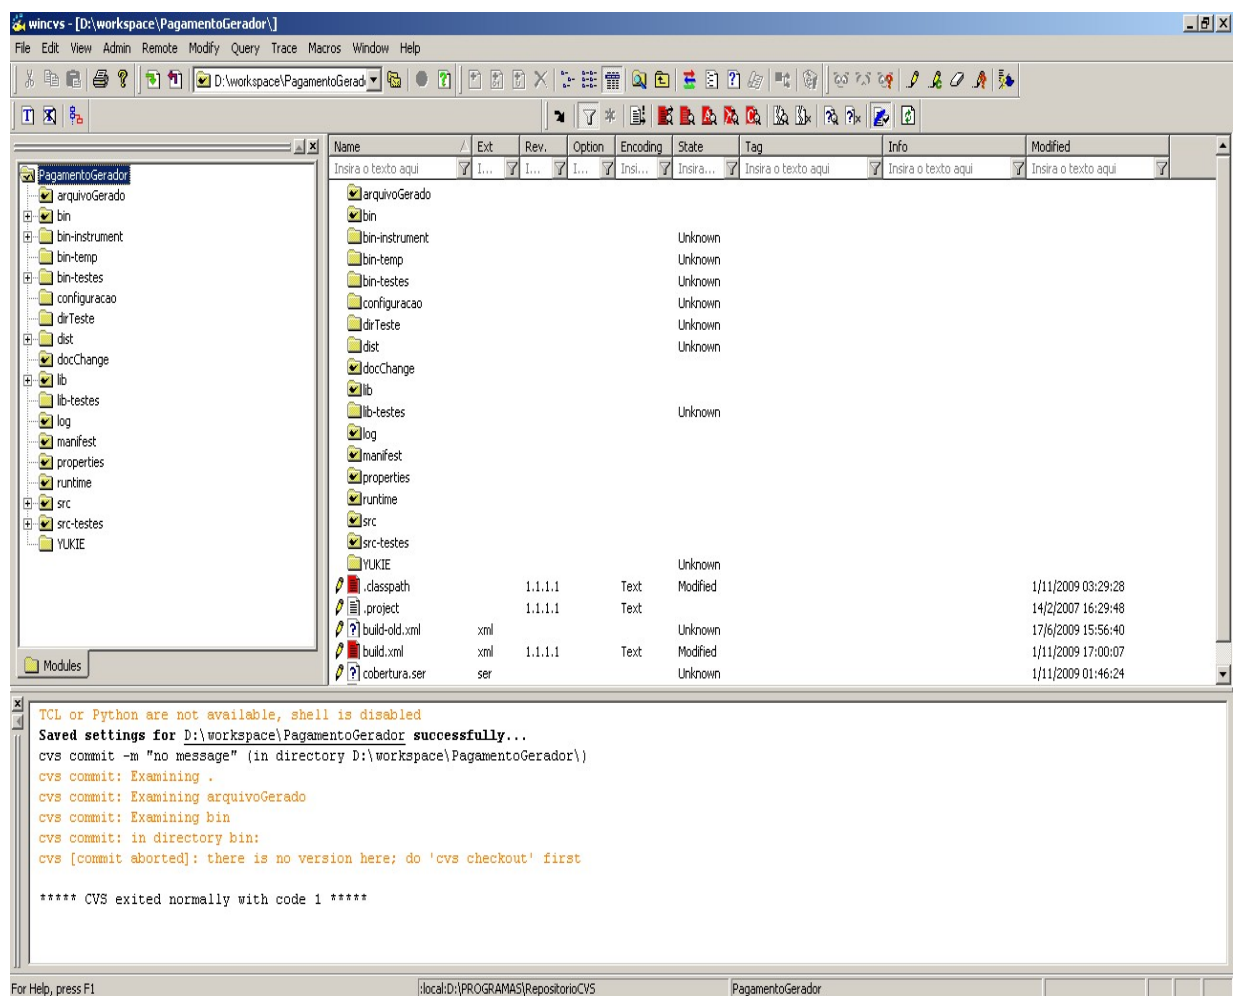 wincvs - [D:\workspace\PagamentoGerador\]
File Edit View Admin Remote Modify Query Trace Macros Window Help
D:\workspace\PagamentoGerad
PagamentoGerador
arquivoGerado
bin
bin-instrument
bin-temp
bin-testes
configuracao
dirTeste
dist
docChange
lib
lib-testes
log
manifest
properties
runtime
src
src-testes
YUKIE
Modules
Name Ext Rev. Option Encoding State Tag Info Modified
Insira o texto aqui I... I... I... Insi... Insira... Insira o texto aqui Insira o texto aqui Insira o texto aqui
arquivoGerado
bin
bin-instrument Unknown
bin-temp Unknown
bin-testes Unknown
configuracao Unknown
dirTeste Unknown
dist Unknown
docChange
lib
lib-testes Unknown
log
manifest
properties
runtime
src
src-testes
YUKIE Unknown
.classpath 1.1.1.1 Text Modified 1/11/2009 03:29:28
.project 1.1.1.1 Text 14/2/2007 16:29:48
build-old.xml xml Unknown 17/6/2009 15:56:40
build.xml xml 1.1.1.1 Text Modified 1/11/2009 17:00:07
cobertura.ser ser Unknown 1/11/2009 01:46:24
TCL or Python are not available, shell is disabled
Saved settings for D:\workspace\PagamentoGerador successfully...
cvs commit -m "no message" (in directory D:\workspace\PagamentoGerador\)
cvs commit: Examining .
cvs commit: Examining arquivoGerado
cvs commit: Examining bin
cvs commit: in directory bin:
cvs [commit aborted]: there is no version here; do 'cvs checkout' first
***** CVS exited normally with code 1 *****
For Help, press F1 :local:D:\PROGRAMAS\RepositorioCVS PagamentoGerador